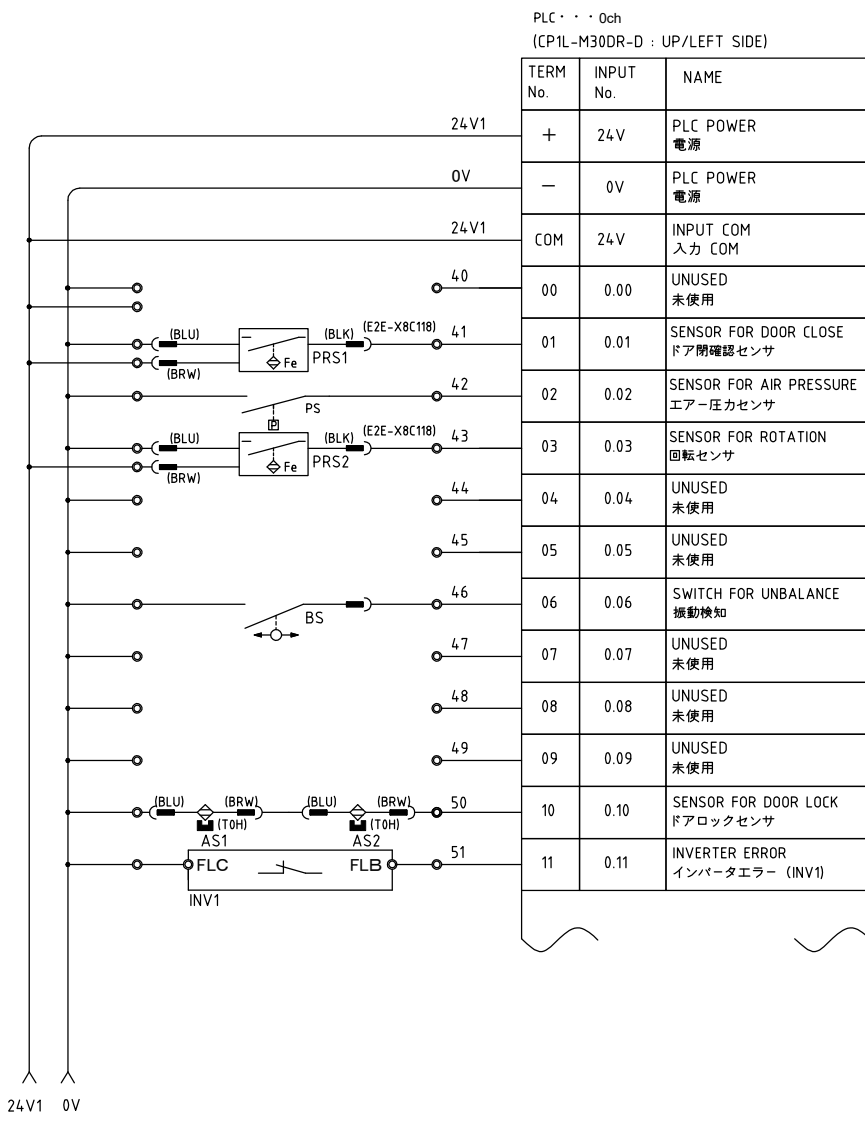 PLC・・・0ch
(CP1L-M30DR-D : UP/LEFT SIDE)
TERM No. INPUT No. NAME
24V1 + 24V PLC POWER
電源
0V − 0V PLC POWER
電源
24V1 COM 24V INPUT COM
入力 COM
40 00 0.00 UNUSED
未使用
(BLU) (BLK) (E2E-X8C118) 41 01 0.01 SENSOR FOR DOOR CLOSE
Fe PRS1 ドア閉確認センサ
(BRW)
42 02 0.02 SENSOR FOR AIR PRESSURE
PS エアー圧力センサ
P
(BLU) (BLK) (E2E-X8C118) 43 03 0.03 SENSOR FOR ROTATION
Fe PRS2 回転センサ
(BRW)
44 04 0.04 UNUSED
未使用
45 05 0.05 UNUSED
未使用
46 06 0.06 SWITCH FOR UNBALANCE
BS 振動検知
47 07 0.07 UNUSED
未使用
48 08 0.08 UNUSED
未使用
49 09 0.09 UNUSED
未使用
(BLU) (BRW) (BLU) (BRW) 50 10 0.10 SENSOR FOR DOOR LOCK
(T0H) (T0H) ドアロックセンサ
AS1 AS2
51 11 0.11 INVERTER ERROR
FLC FLB インバータエラー (INV1)
INV1
24V1 0V